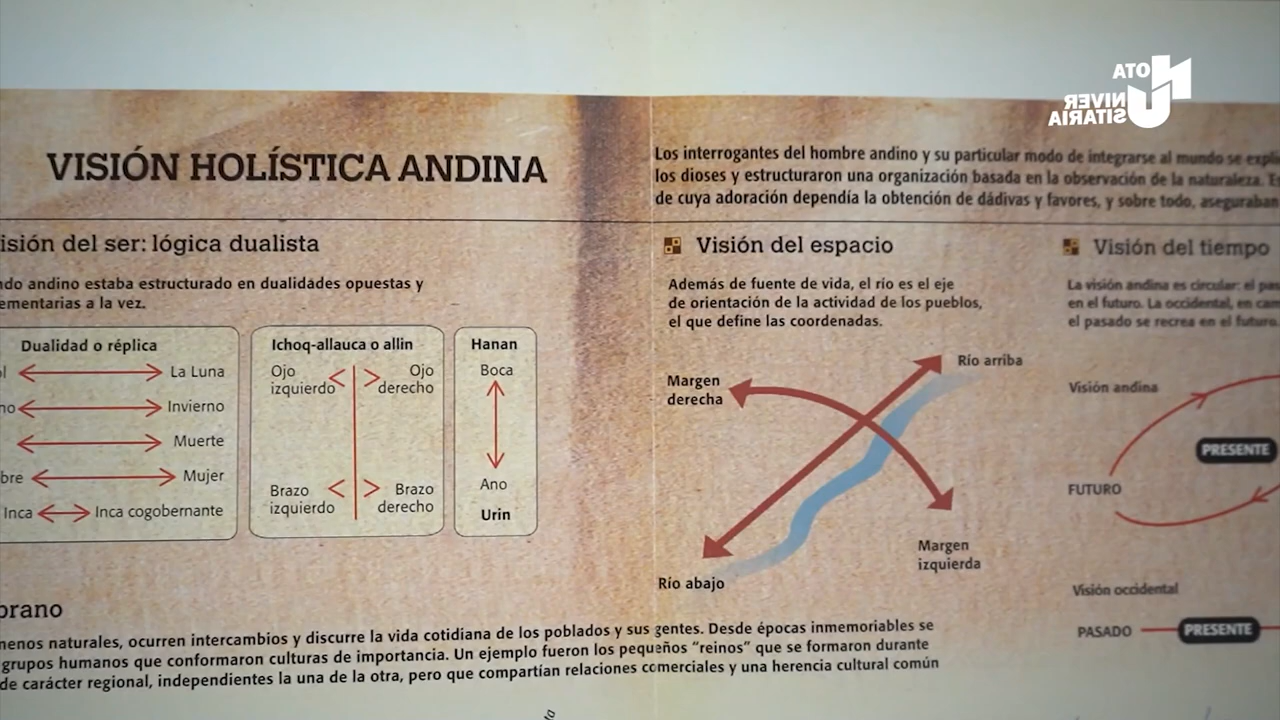 OTA
UNIVER
SITARIA
VISIÓN HOLÍSTICA ANDINA
Los interrogantes del hombre andino y su particular modo de integrarse al mundo se
los dioses y estructuraron una organización basada en la observación de la naturaleza.
de cuya adoración dependía la obtención de dádivas y favores, y sobre todo, aseguraban
isión del ser: lógica dualista
ndo andino estaba estructurado en dualidades opuestas y
ementarias a la vez.
Dualidad o réplica
La Luna
Invierno
Muerte
bre Mujer
Inca Inca cogobernante
Ichoq-allauca o allin
Ojo
izquierdo
Ojo
derecho
Brazo
izquierdo
Brazo
derecho
Hanan
Boca
Ano
Urin
Visión del espacio
Además de fuente de vida, el río es el eje
de orientación de la actividad de los pueblos,
el que define las coordenadas.
Río arriba
Margen
derecha
Margen
izquierda
Río abajo
Visión del tiempo
La visión andina es circular: el
en el futuro. La occidental, en
el pasado se recrea en el futuro
Visión andina
PRESENTE
FUTURO
Visión occidental
PASADO PRESENTE
prano
menos naturales, ocurren intercambios y discurre la vida cotidiana de los poblados y sus gentes. Desde épocas inmemoriables se
grupos humanos que conformaron culturas de importancia. Un ejemplo fueron los pequeños "reinos" que se formaron durante
de carácter regional, independientes la una de la otra, pero que compartían relaciones comerciales y una herencia cultural común